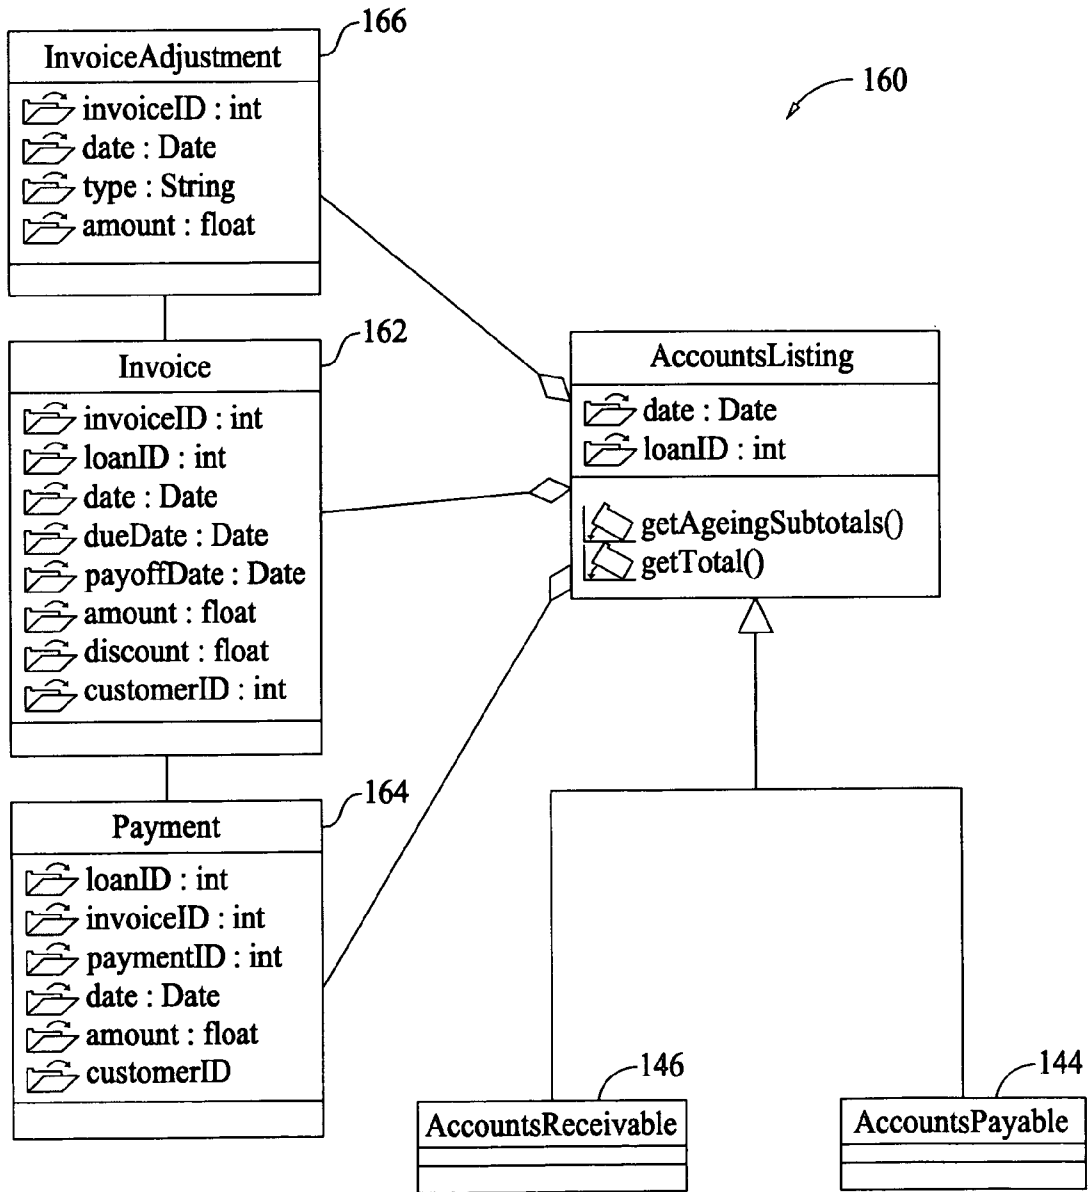 166
InvoiceAdjustment
invoiceID : int
date : Date
type : String
amount : float
160
162
Invoice
invoiceID : int
loanID : int
date : Date
dueDate : Date
payoffDate : Date
amount : float
discount : float
customerID : int
AccountsListing
date : Date
loanID : int
getAgeingSubtotals()
getTotal()
164
Payment
loanID : int
invoiceID : int
paymentID : int
date : Date
amount : float
customerID
146
AccountsReceivable
144
AccountsPayable